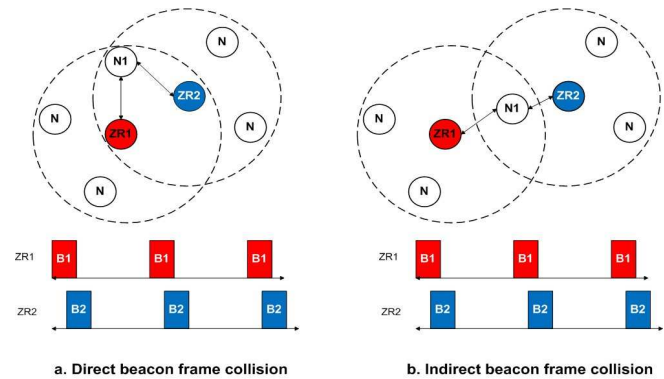 N
N1
ZR2
N
N
ZR1
N
N
N1
ZR2
N
ZR1
N
N
ZR1
B1
B1
B1
ZR2
B2
B2
B2
ZR1
B1
B1
B1
ZR2
B2
B2
B2
a. Direct beacon frame collision
b. Indirect beacon frame collision